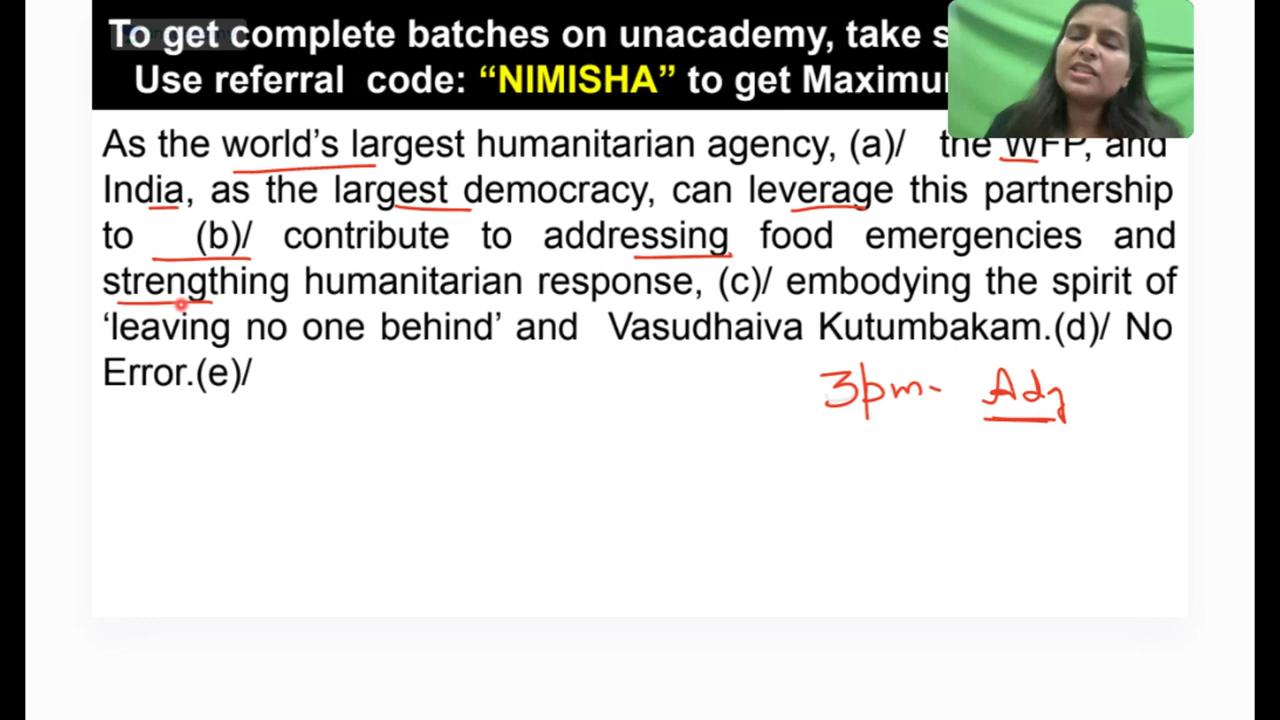 To get complete batches on unacademy, take s
Use referral code: “NIMISHA” to get Maximu
As the world’s largest humanitarian agency, (a)/ the WFP, and
India, as the largest democracy, can leverage this partnership
to (b)/ contribute to addressing food emergencies and
strengthing humanitarian response, (c)/ embodying the spirit of
‘leaving no one behind’ and Vasudhaiva Kutumbakam.(d)/ No
Error.(e)/
3pm- Adj